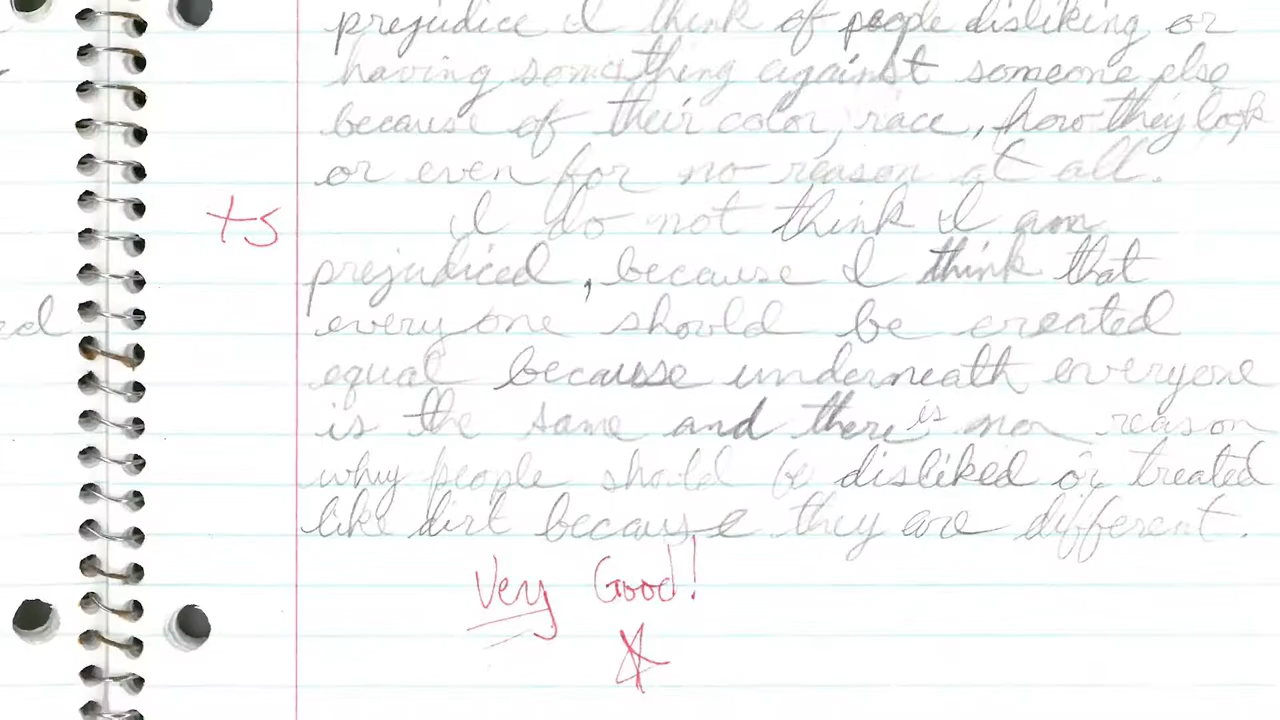 prejudice I think of people disliking or
having something against someone else
because of their color, race, how they look
or even for no reason at all.
+5
I do not think I am
prejudiced, because I think that
everyone should be created
ed
equal because underneath everyone
is the same and there is no reason
why people should be disliked or treated
like dirt because they are different.
Very Good!